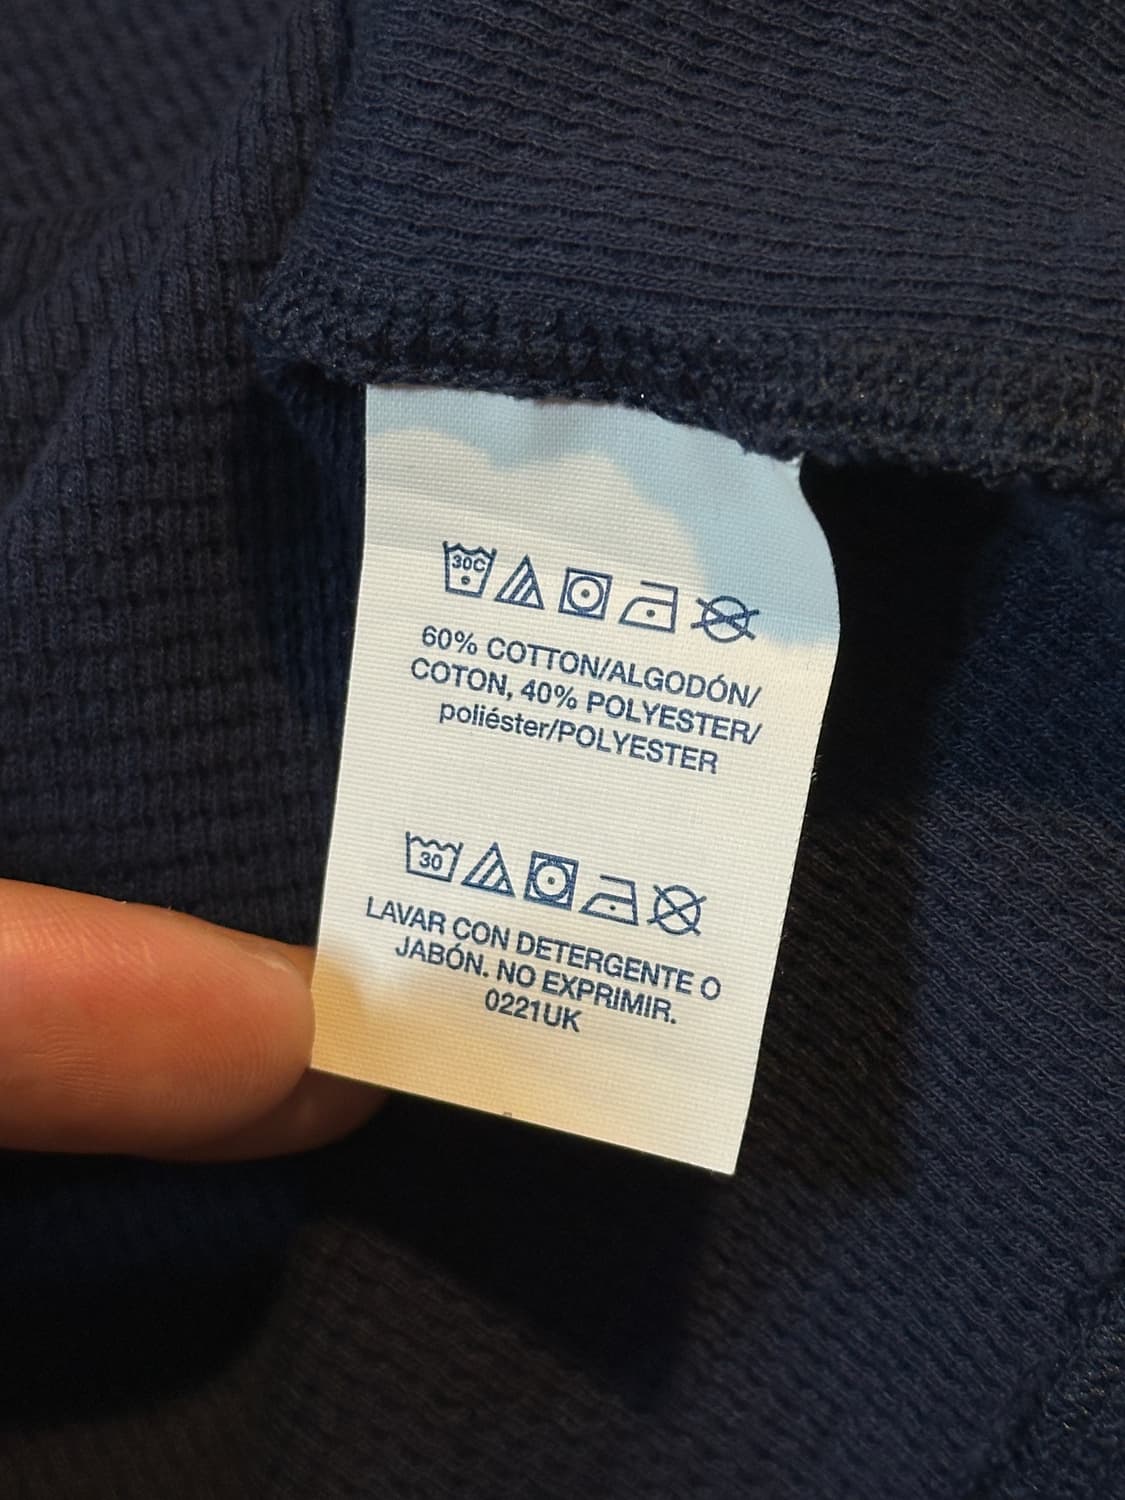 30C
60% COTTON/ALGODÓN/
COTON, 40% POLYESTER/
poliéster/POLYESTER
30
LAVAR CON DETERGENTE O
JABÓN. NO EXPRIMIR.
0221UK